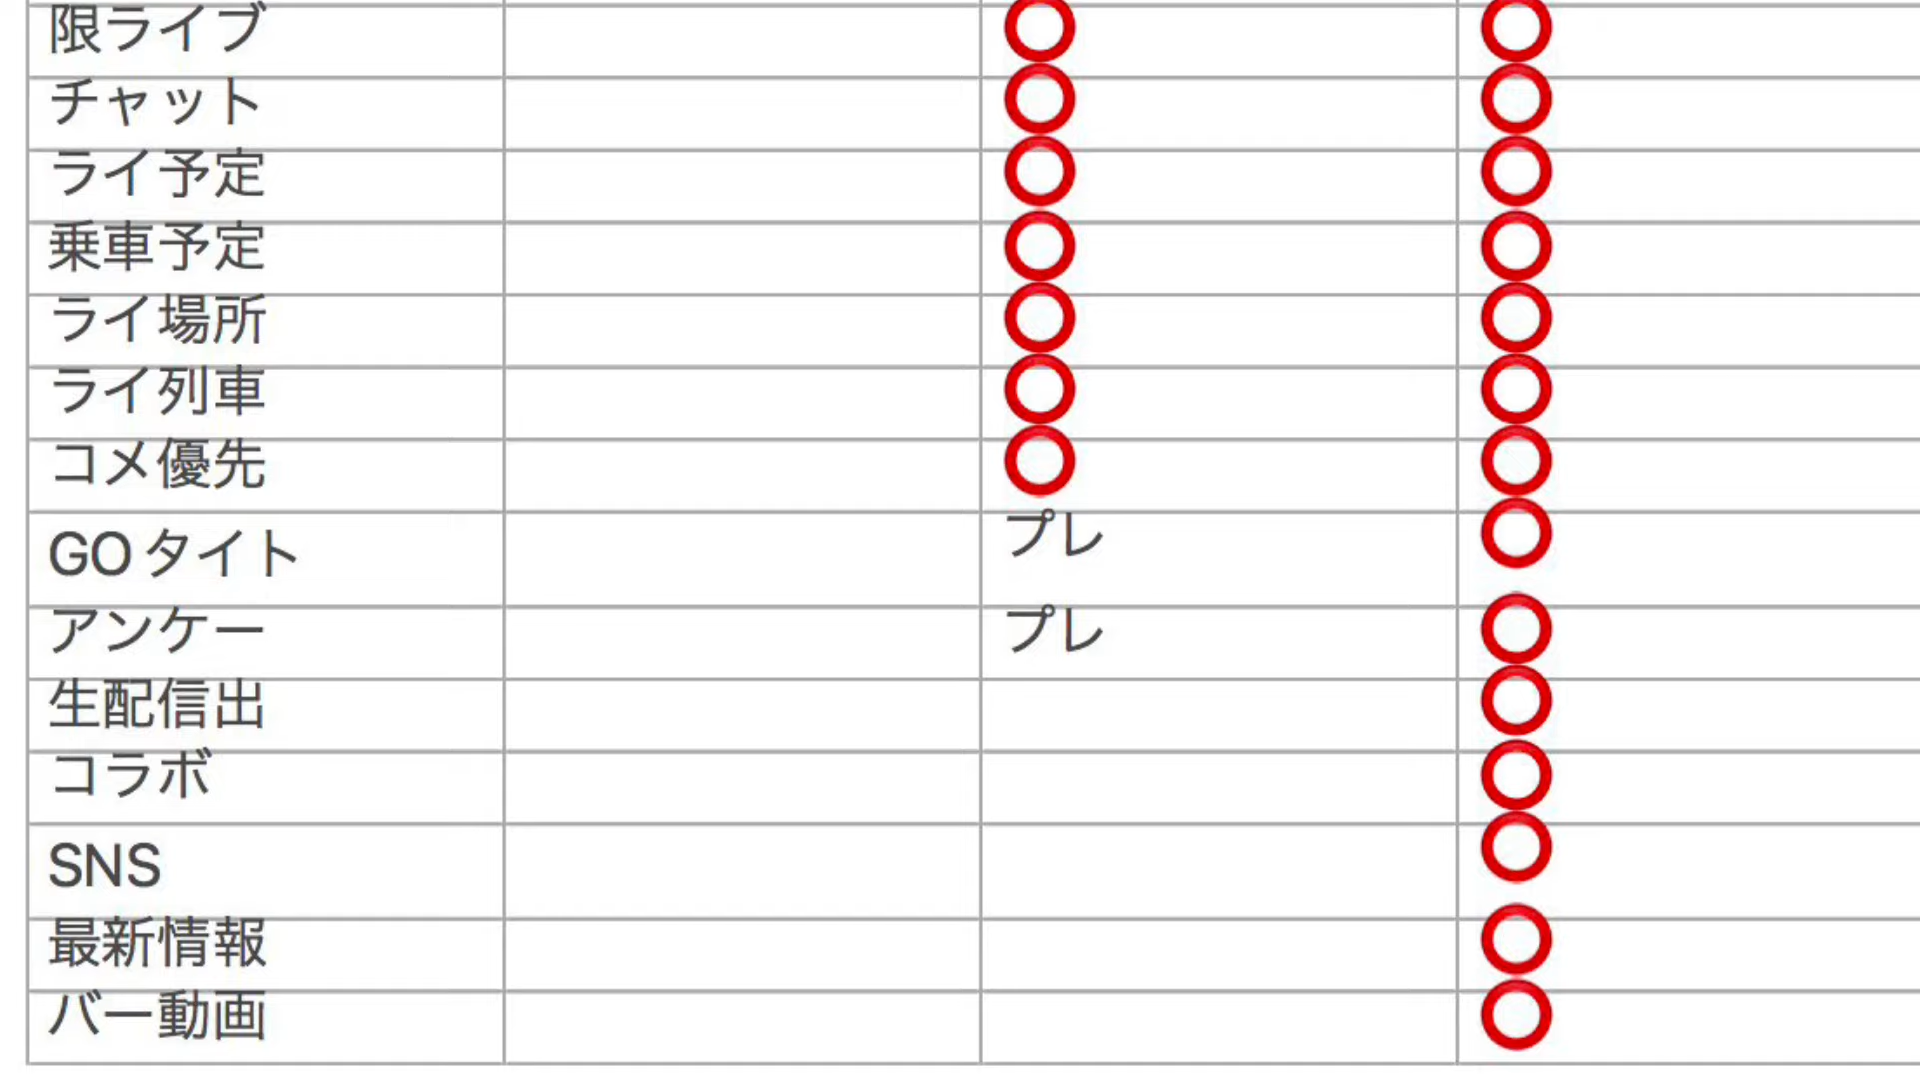 限ライブ ⭕ ⭕
チャット ⭕ ⭕
ライ予定 ⭕ ⭕
乗車予定 ⭕ ⭕
ライ場所 ⭕ ⭕
ライ列車 ⭕ ⭕
コメ優先 ⭕ ⭕
GOタイト プレ ⭕
アンケー プレ ⭕
生配信出 ⭕
コラボ ⭕
SNS ⭕
最新情報 ⭕
バー動画 ⭕